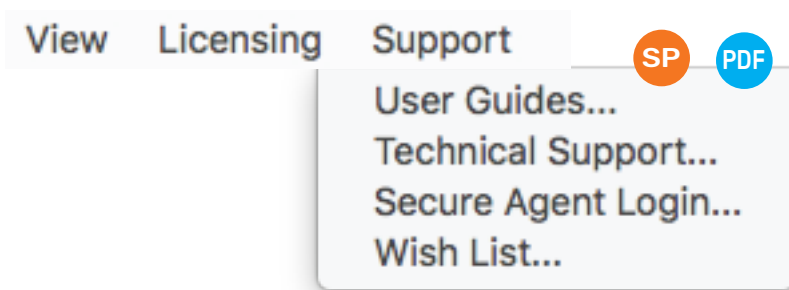 View Licensing Support
SP PDF
User Guides...
Technical Support...
Secure Agent Login...
Wish List...